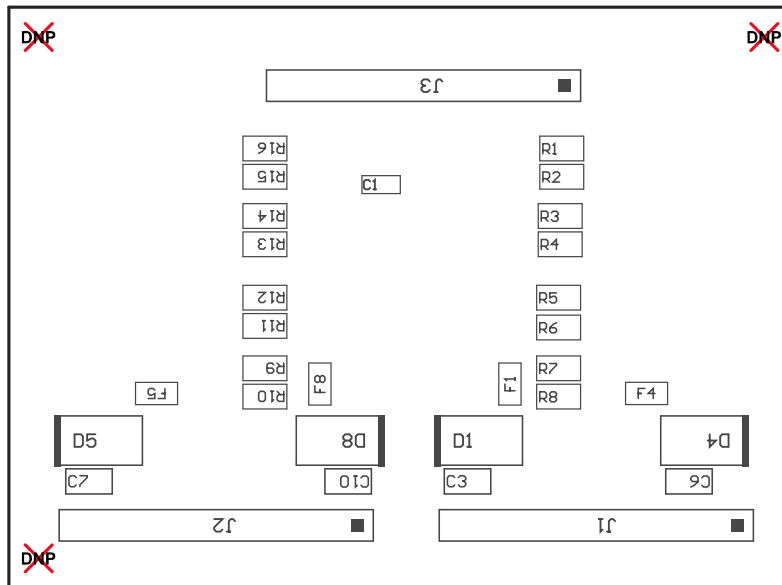 DNP
DNP
J3
R16
R1
R15
R2
C1
R14
R3
R13
R4
R12
R5
R11
R6
R9
R7
F8
F1
F5
R10
R8
F4
D5
D8
D1
D4
C7
C10
C3
C6
J2
J1
DNP